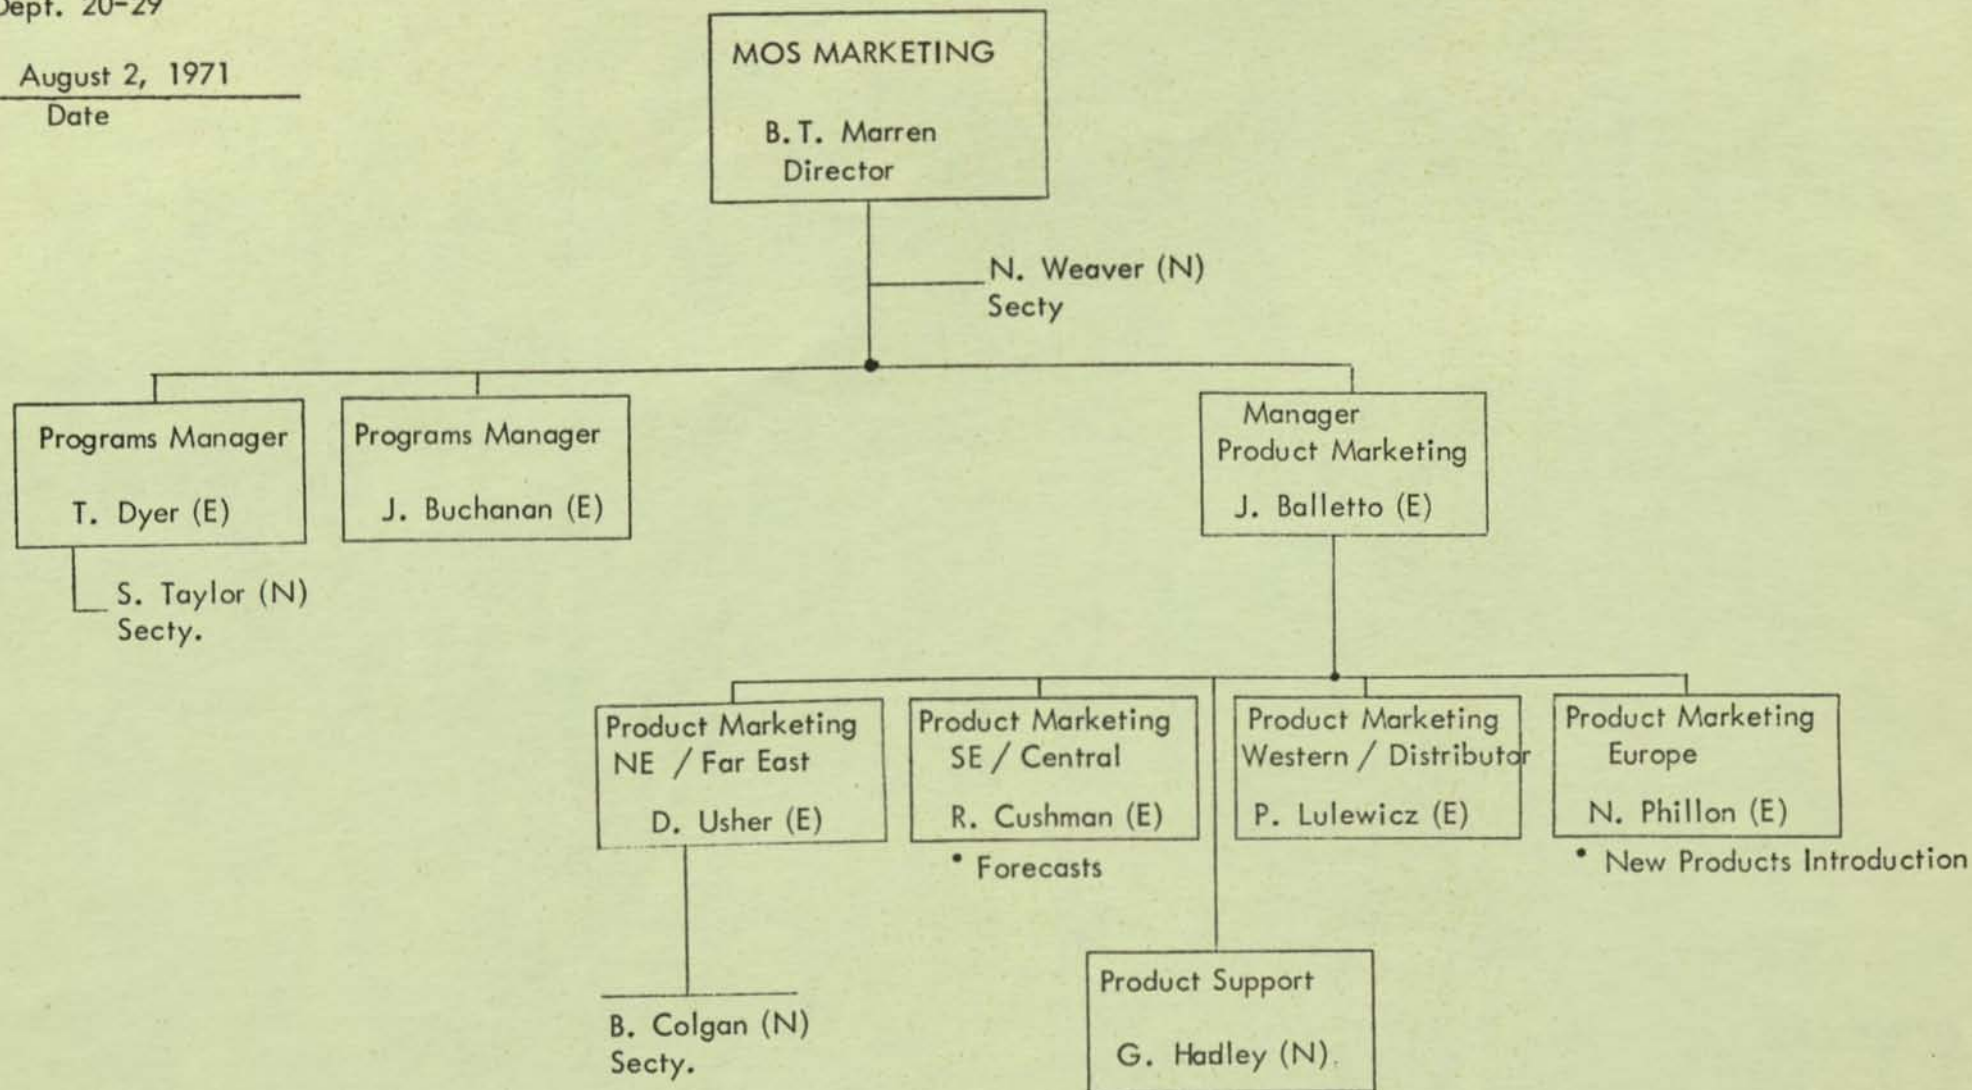 Dept. 20-29
August 2, 1971
Date
MOS MARKETING
B.T. Marren
Director
N. Weaver (N)
Secty
Programs Manager
T. Dyer (E)
S. Taylor (N)
Secty.
Programs Manager
J. Buchanan (E)
Manager
Product Marketing
J. Balletto (E)
Product Marketing
NE / Far East
D. Usher (E)
B. Colgan (N)
Secty.
Product Marketing
SE / Central
R. Cushman (E)
• Forecasts
Product Marketing
Western / Distributor
P. Lulewicz (E)
Product Marketing
Europe
N. Phillon (E)
• New Products Introduction
Product Support
G. Hadley (N)